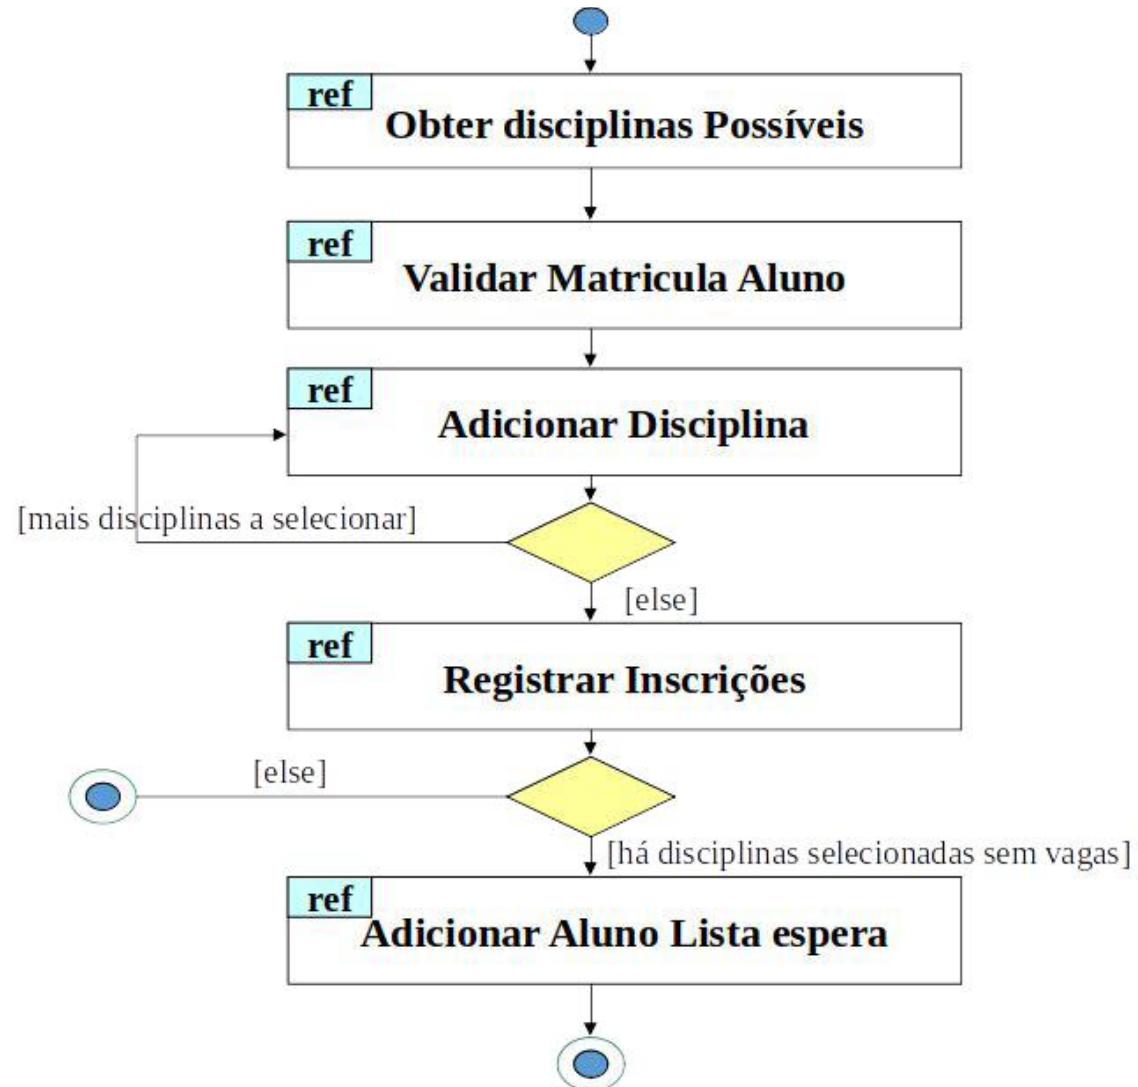 ref
Obter disciplinas Possíveis
ref
Validar Matricula Aluno
ref
Adicionar Disciplina
[mais disciplinas a selecionar]
[else]
ref
Registrar Inscrições
[else]
[há disciplinas selecionadas sem vagas]
ref
Adicionar Aluno Lista espera